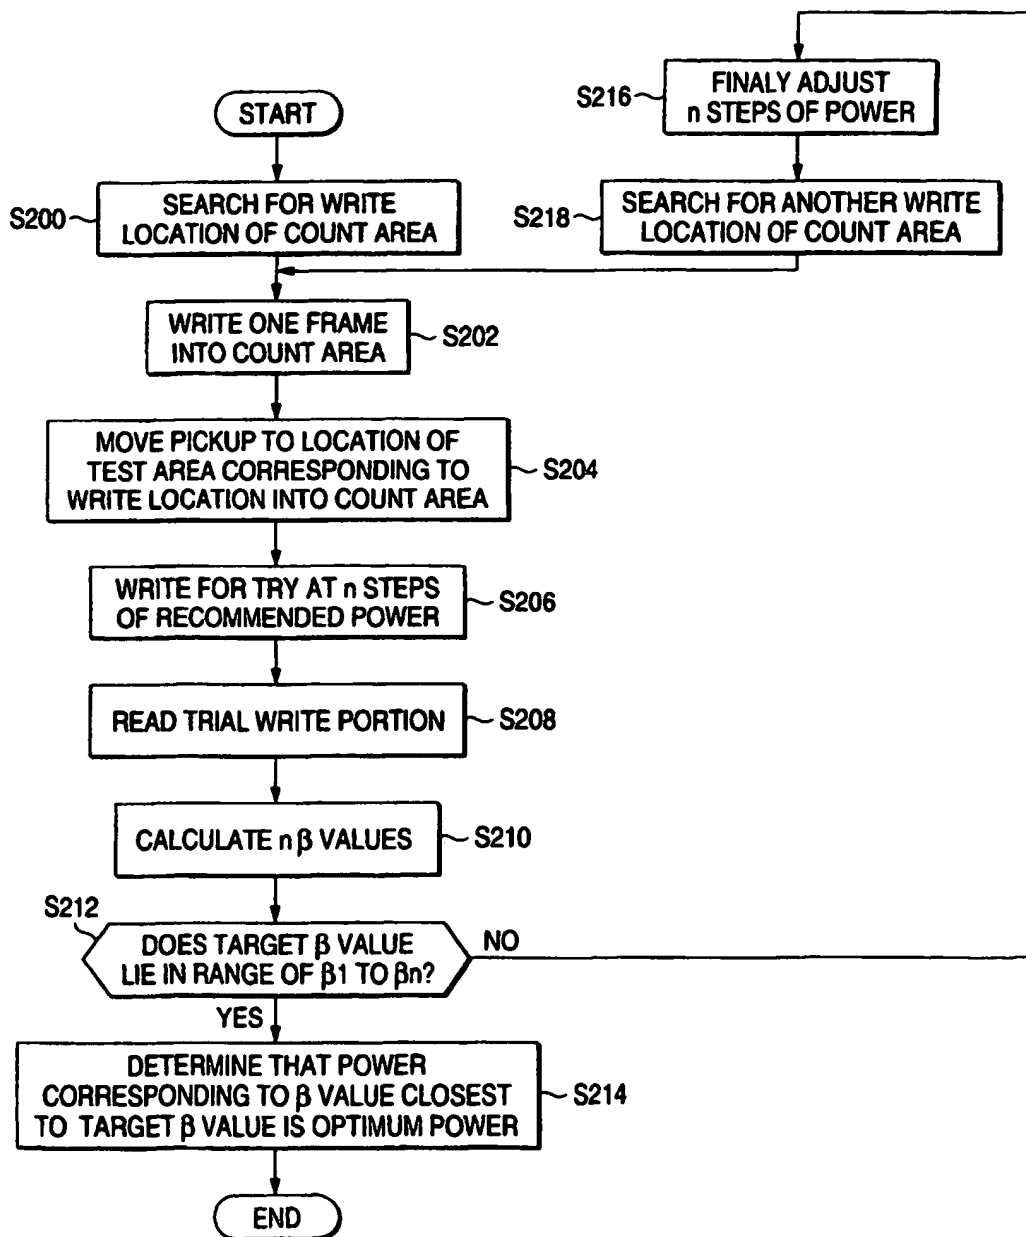 START
S200
SEARCH FOR WRITE
LOCATION OF COUNT AREA
S216
FINALY ADJUST
n STEPS OF POWER
S218
SEARCH FOR ANOTHER WRITE
LOCATION OF COUNT AREA
WRITE ONE FRAME
INTO COUNT AREA
S202
MOVE PICKUP TO LOCATION OF
TEST AREA CORRESPONDING TO
WRITE LOCATION INTO COUNT AREA
S204
WRITE FOR TRY AT n STEPS
OF RECOMMENDED POWER
S206
READ TRIAL WRITE PORTION
S208
CALCULATE n β VALUES
S210
S212
DOES TARGET β VALUE
LIE IN RANGE OF β1 TO βn?
NO
YES
DETERMINE THAT POWER
CORRESPONDING TO β VALUE CLOSEST
TO TARGET β VALUE IS OPTIMUM POWER
S214
END